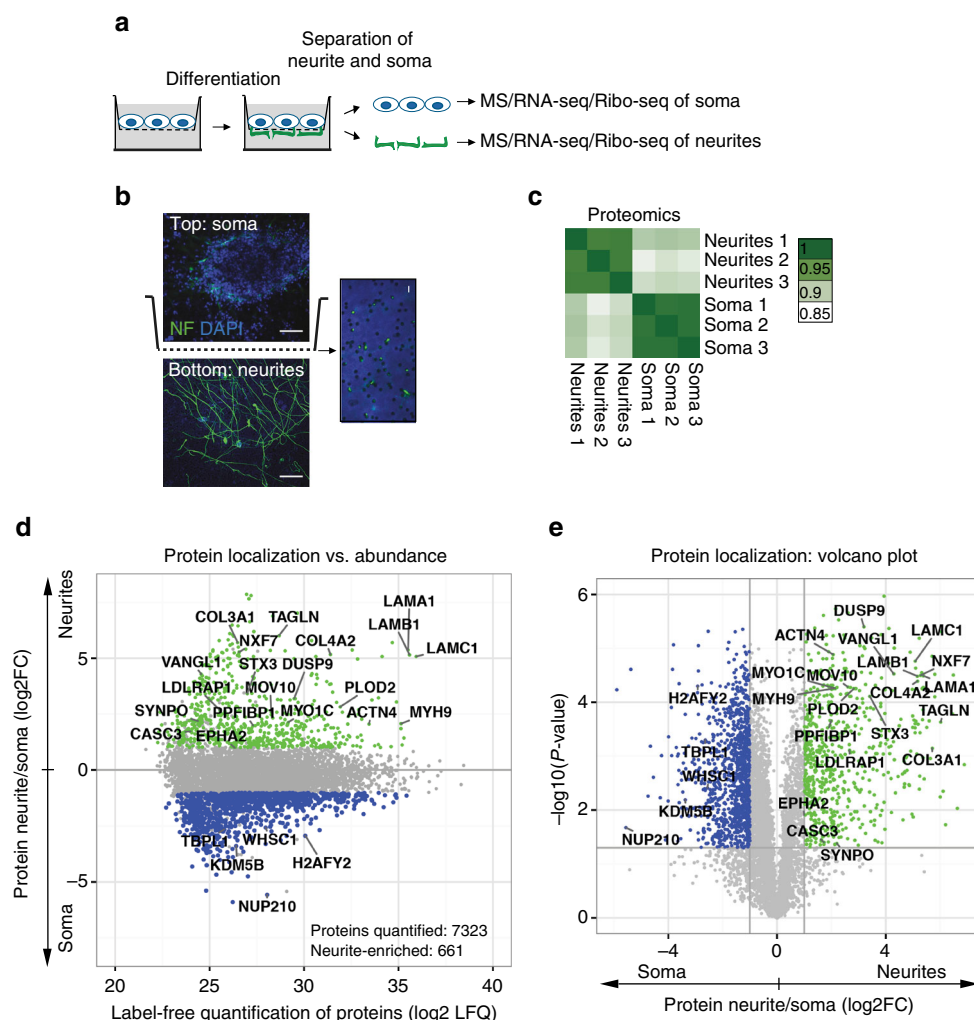 a
Differentiation
Separation of
neurite and soma
MS/RNA-seq/Ribo-seq of soma
MS/RNA-seq/Ribo-seq of neurites
b
Top: soma
NF DAPI
Bottom: neurites
c
Proteomics
Neurites 1
Neurites 2
Neurites 3
Soma 1
Soma 2
Soma 3
1
0.95
0.9
0.85
Neurites 1
Neurites 2
Neurites 3
Soma 1
Soma 2
Soma 3
d
Protein localization vs. abundance
Neurites
Soma
Protein neurite/soma (log2FC)
5
0
−5
COL3A1
TAGLN
LAMA1
NXF7
COL4A2
LAMB1
LAMC1
VANGL1
STX3
DUSP9
LDLRAP1
MOV10
PLOD2
SYNPO
PPFIBP1
MYO1C
ACTN4
MYH9
CASC3
EPHA2
TBPL1
WHSC1
KDM5B
H2AFY2
NUP210
Proteins quantified: 7323
Neurite-enriched: 661
20
25
30
35
40
Label-free quantification of proteins (log2 LFQ)
e
Protein localization: volcano plot
−log10(P-value)
6
4
2
0
DUSP9
ACTN4
VANGL1
LAMC1
LAMB1
NXF7
MYO1C
MOV10
LAMA1
H2AFY2
MYH9
COL4A2
PLOD2
TAGLN
PPFIBP1
STX3
TBPL1
LDLRAP1
COL3A1
WHSC1
EPHA2
KDM5B
CASC3
NUP210
SYNPO
−4
0
4
Soma
Neurites
Protein neurite/soma (log2FC)